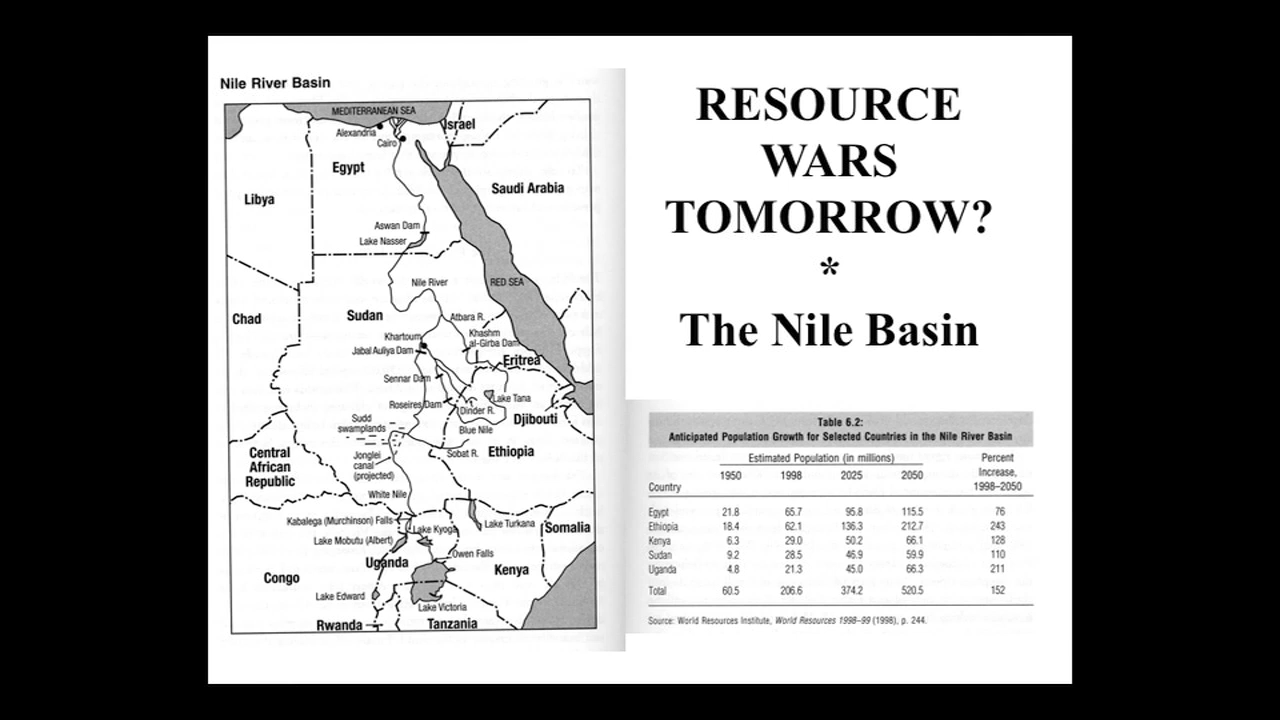 Nile River Basin
MEDITERRANEAN SEA
Alexandria
Israel
Cairo
Egypt
Libya
Saudi Arabia
Aswan Dam
Lake Nasser
Nile River
RED SEA
Chad
Sudan
Atbara R.
Khartoum
Khashm
al-Girba Dam
Jabal Auliya Dam
Eritrea
Sennar Dam
Lake Tana
Roseires Dam
Dinder R.
Djibouti
Sudd
swamplands
Blue Nile
Central
African
Republic
Jonglei
canal
(projected)
Sobat R.
Ethiopia
White Nile
Kabalega (Murchinson) Falls
Lake Kyoga
Lake Turkana
Somalia
Lake Mobutu (Albert)
Owen Falls
Uganda
Kenya
Congo
Lake Edward
Lake Victoria
Rwanda
Tanzania
RESOURCE
WARS
TOMORROW?
*
The Nile Basin
Table 6.2:
Anticipated Population Growth for Selected Countries in the Nile River Basin
Estimated Population (in millions) Percent
1950 1998 2025 2050 Increase,
Country 1998–2050
Egypt 21.8 65.7 95.8 115.5 76
Ethiopia 18.4 62.1 136.3 212.7 243
Kenya 6.3 29.0 50.2 66.1 128
Sudan 9.2 28.5 46.9 59.9 110
Uganda 4.8 21.3 45.0 66.3 211
Total 60.5 206.6 374.2 520.5 152
Source: World Resources Institute, World Resources 1998–99 (1998), p. 244.